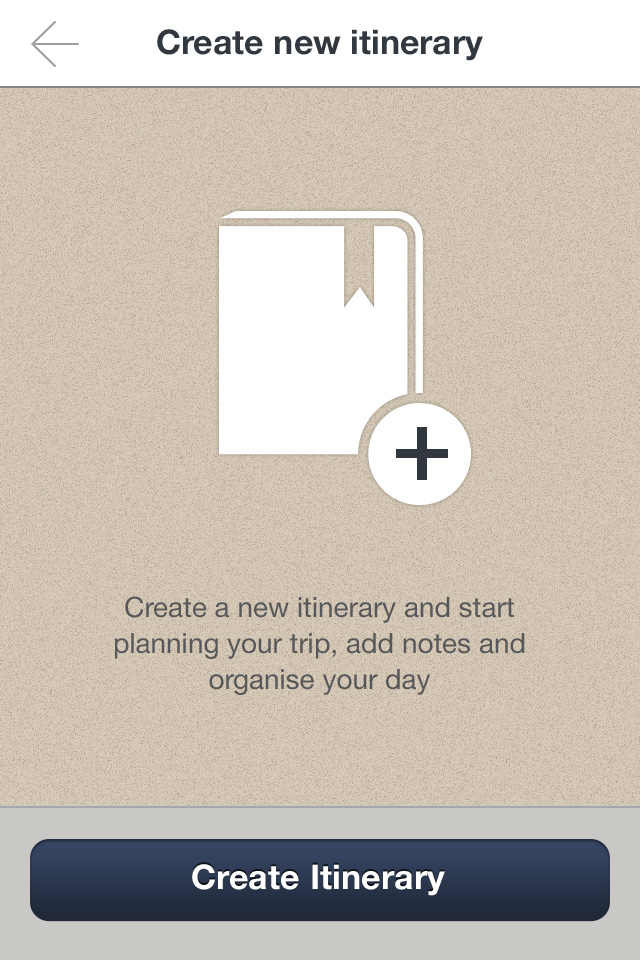 Create new itinerary
Create a new itinerary and start
planning your trip, add notes and
organise your day
Create Itinerary